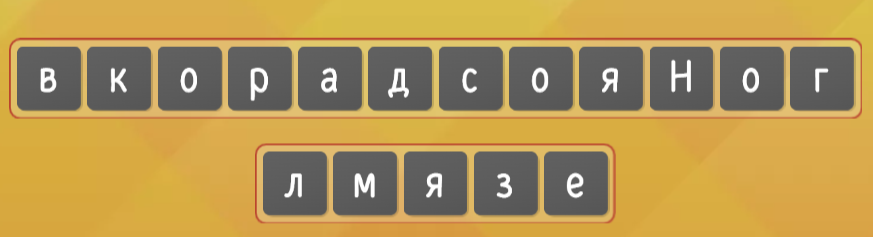 в к о р а д с о я Н о г
л м я з е